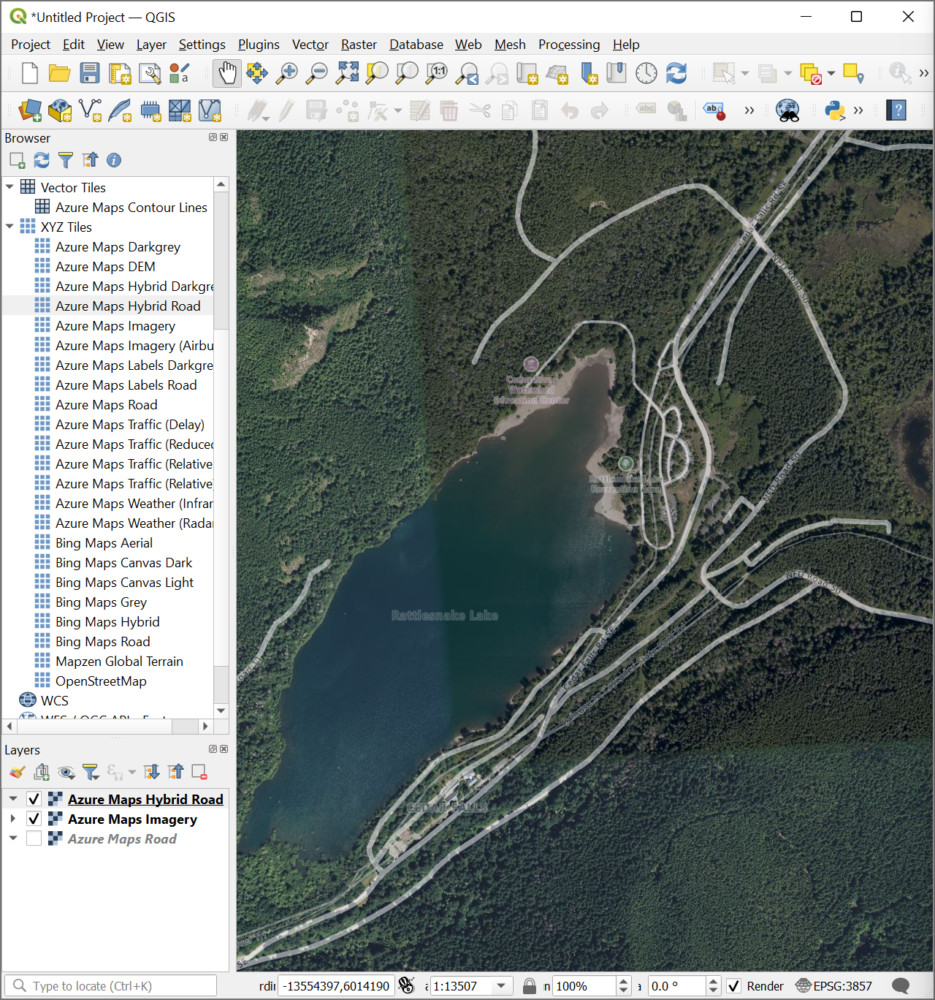 *Untitled Project — QGIS
Project Edit View Layer Settings Plugins Vector Raster Database Web Mesh Processing Help
1:1
a
»
abc
ab
»
»
?
Browser
Vector Tiles
Azure Maps Contour Lines
XYZ Tiles
Azure Maps Darkgrey
Azure Maps DEM
Azure Maps Hybrid Darkgre
Azure Maps Hybrid Road
Azure Maps Imagery
Azure Maps Imagery (Airbu
Azure Maps Labels Darkgre
Azure Maps Labels Road
Azure Maps Road
Azure Maps Traffic (Delay)
Azure Maps Traffic (Reduced
Azure Maps Traffic (Relative
Azure Maps Traffic (Relative)
Azure Maps Weather (Infrar
Azure Maps Weather (Radar
Bing Maps Aerial
Bing Maps Canvas Dark
Bing Maps Canvas Light
Bing Maps Grey
Bing Maps Hybrid
Bing Maps Road
Mapzen Global Terrain
OpenStreetMap
WCS
Layers
Azure Maps Hybrid Road
Azure Maps Imagery
Azure Maps Road
Cedar Falls Rd SE
NFD Road 50
Cedar River
Watershed
Education Center
Rattlesnake Lake
Recreation Area
NFD Road 50
NFD Road 50
Rattlesnake Lake
Cedar Falls Rd SE
Palouse to Cascades State Park Trl
CEDAR FALLS
SE
Type to locate (Ctrl+K)
rdi
-13554397,6014190
1:13507
100%
0.0 °
Render
EPSG:3857